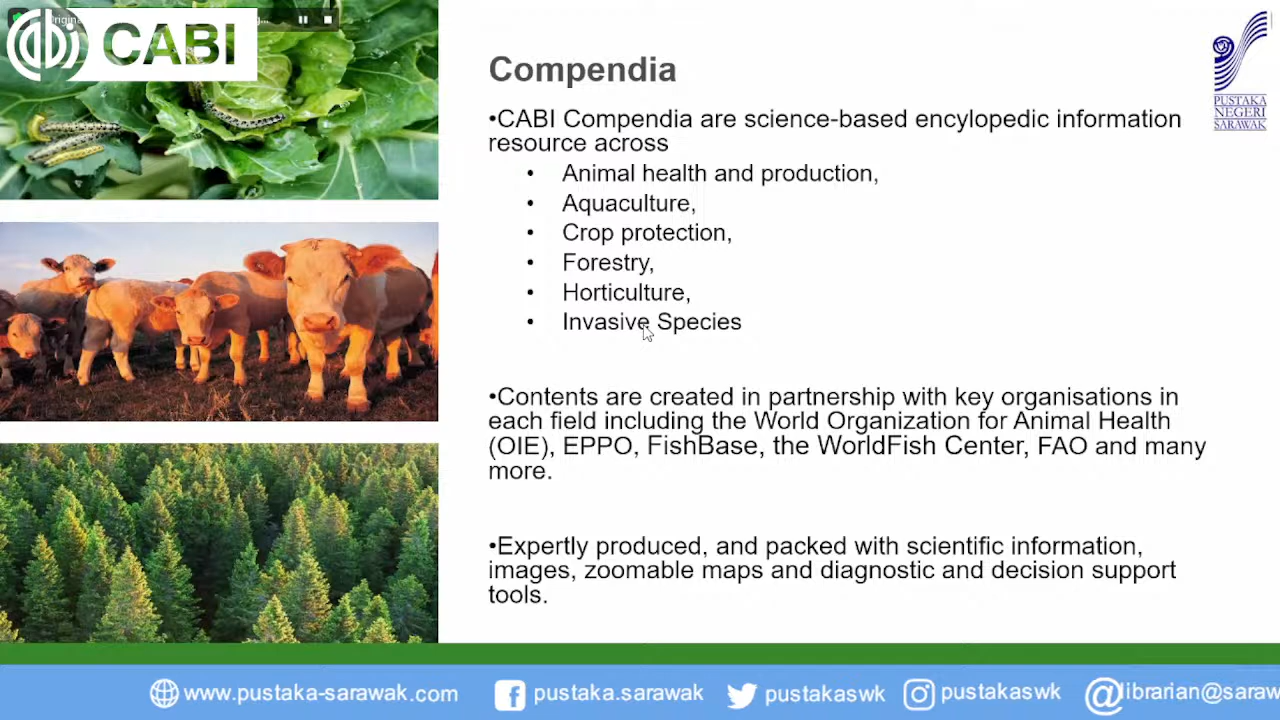 CABI
Compendia
PUSTAKA
NEGERI
SARAWAK
•CABI Compendia are science-based encylopedic information
resource across
• Animal health and production,
• Aquaculture,
• Crop protection,
• Forestry,
• Horticulture,
• Invasive Species
•Contents are created in partnership with key organisations in
each field including the World Organization for Animal Health
(OIE), EPPO, FishBase, the WorldFish Center, FAO and many
more.
•Expertly produced, and packed with scientific information,
images, zoomable maps and diagnostic and decision support
tools.
www.pustaka-sarawak.com pustaka.sarawak pustakaswk pustakaswk librarian@saraw